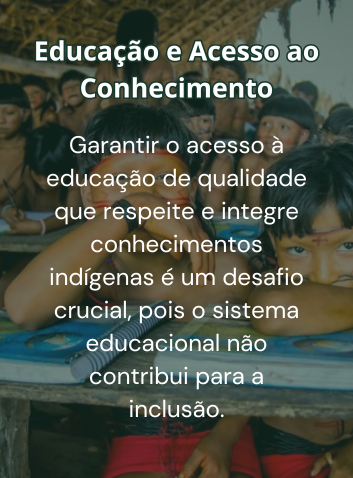 Educação e Acesso ao
Conhecimento
Garantir o acesso à
educação de qualidade
que respeite e integre
conhecimentos
indígenas é um desafio
crucial, pois o sistema
educacional não
contribui para a
inclusão.